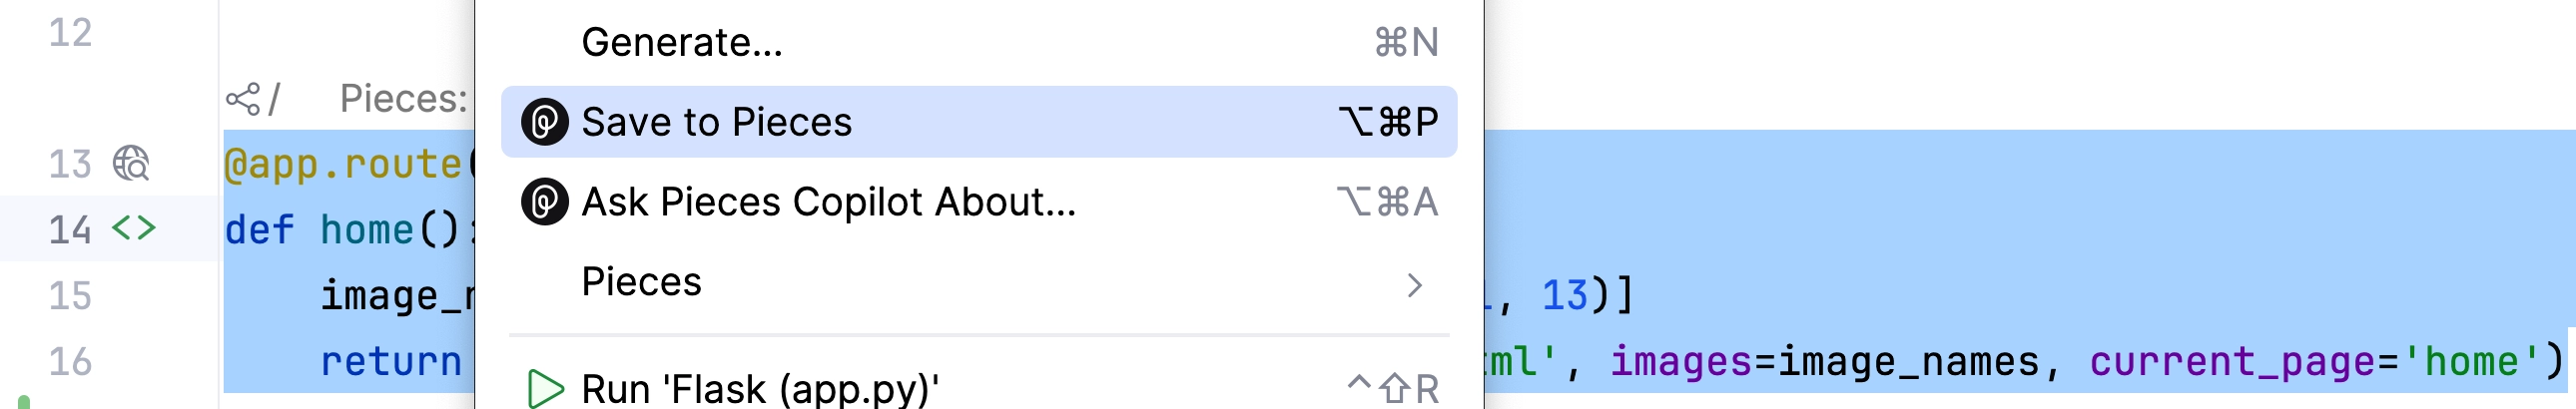 12
Generate... ⌘N
/ Pieces:
Save to Pieces ⌥⌘P
13 @app.route
Ask Pieces Copilot About... ⌥⌘A
14 <> def home():
Pieces >
15 , 13)]
16 return ml', images=image_names, current_page='home')
Run 'Flask (app.py)' ⌃⇧R